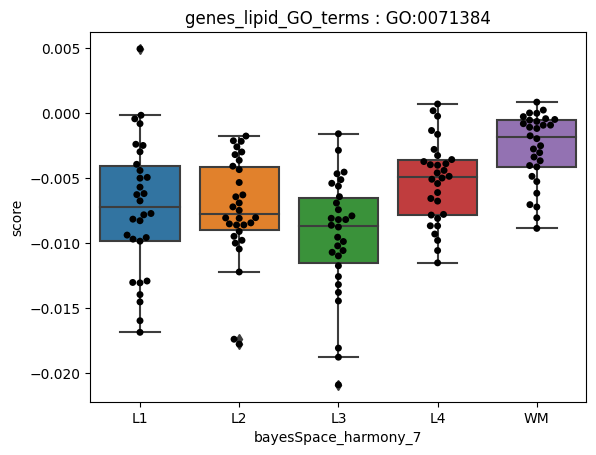 genes_lipid_GO_terms : GO:0071384
0.005
0.000
−0.005
−0.010
−0.015
−0.020
score
L1 L2 L3 L4 WM
bayesSpace_harmony_7